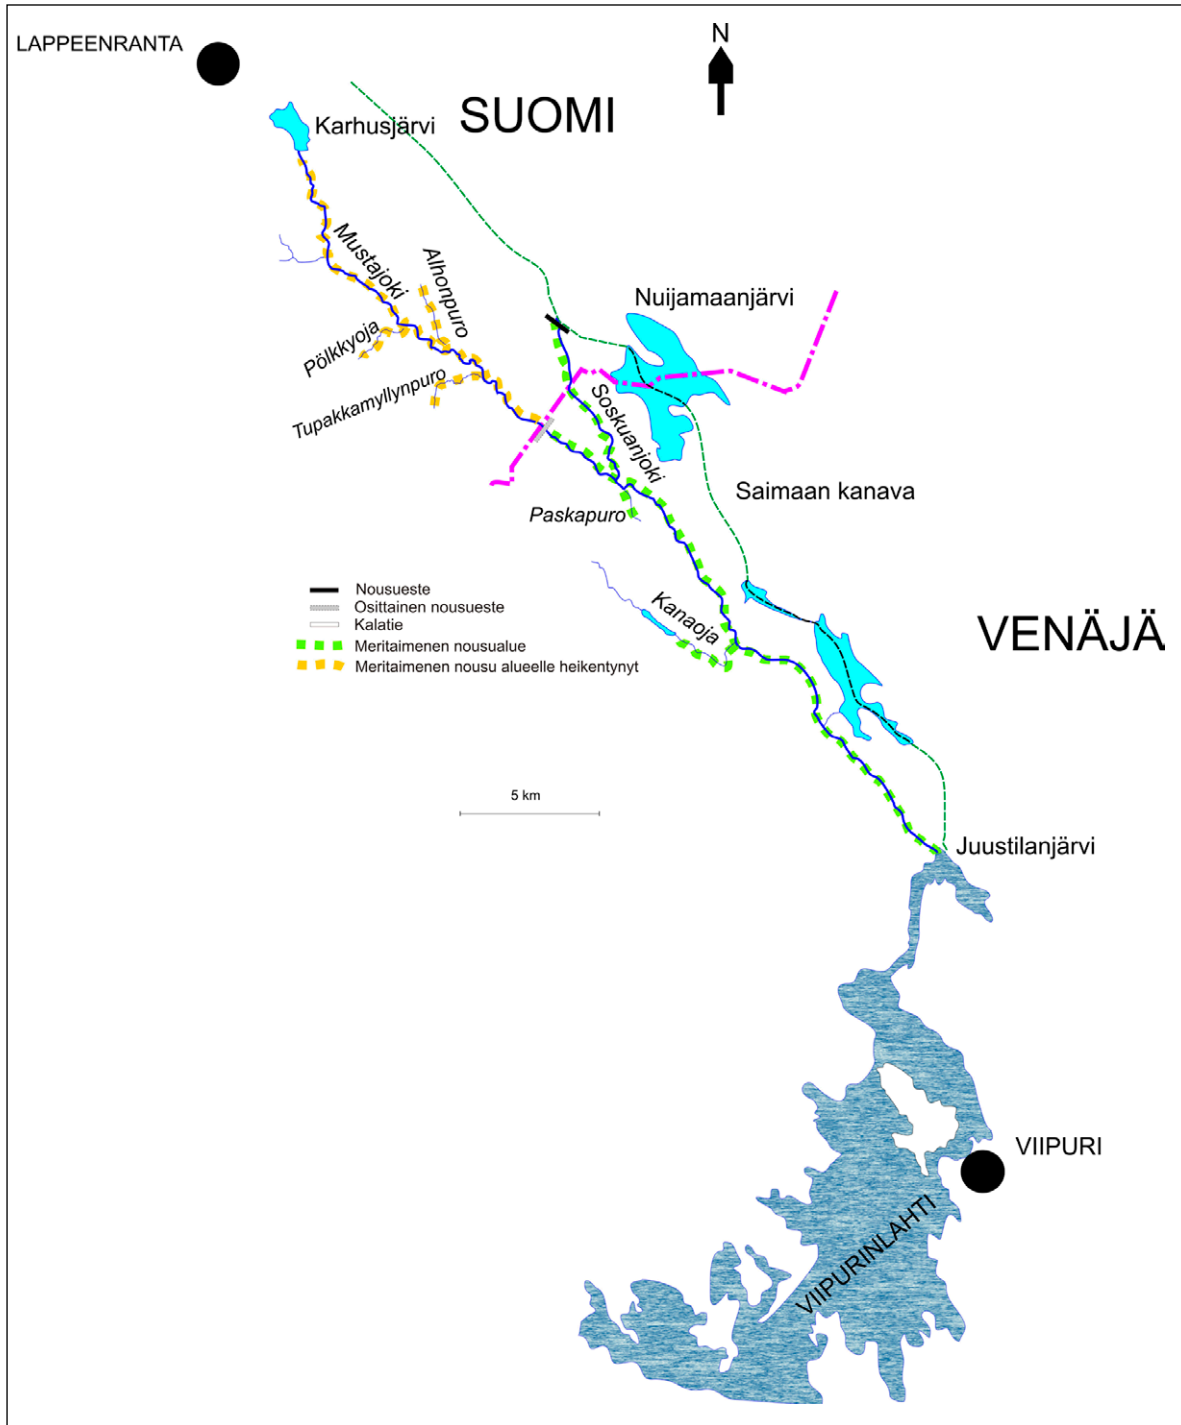 N
LAPPEENRANTA
SUOMI
Karhusjärvi
Mustajoki
Alhonpuro
Nuijamaanjärvi
Pölkkyoja
Tupakkamyllynpuro
Soskuanjoki
Saimaan kanava
Paskapuro
Nousueste
Osittainen nousueste
Kalatie
Meritaimenen nousualue
Meritaimenen nousu alueelle heikentynyt
Kanaoja
VENÄJÄ
5 km
Juustilanjärvi
VIIPURI
VIIPURINLAHTI